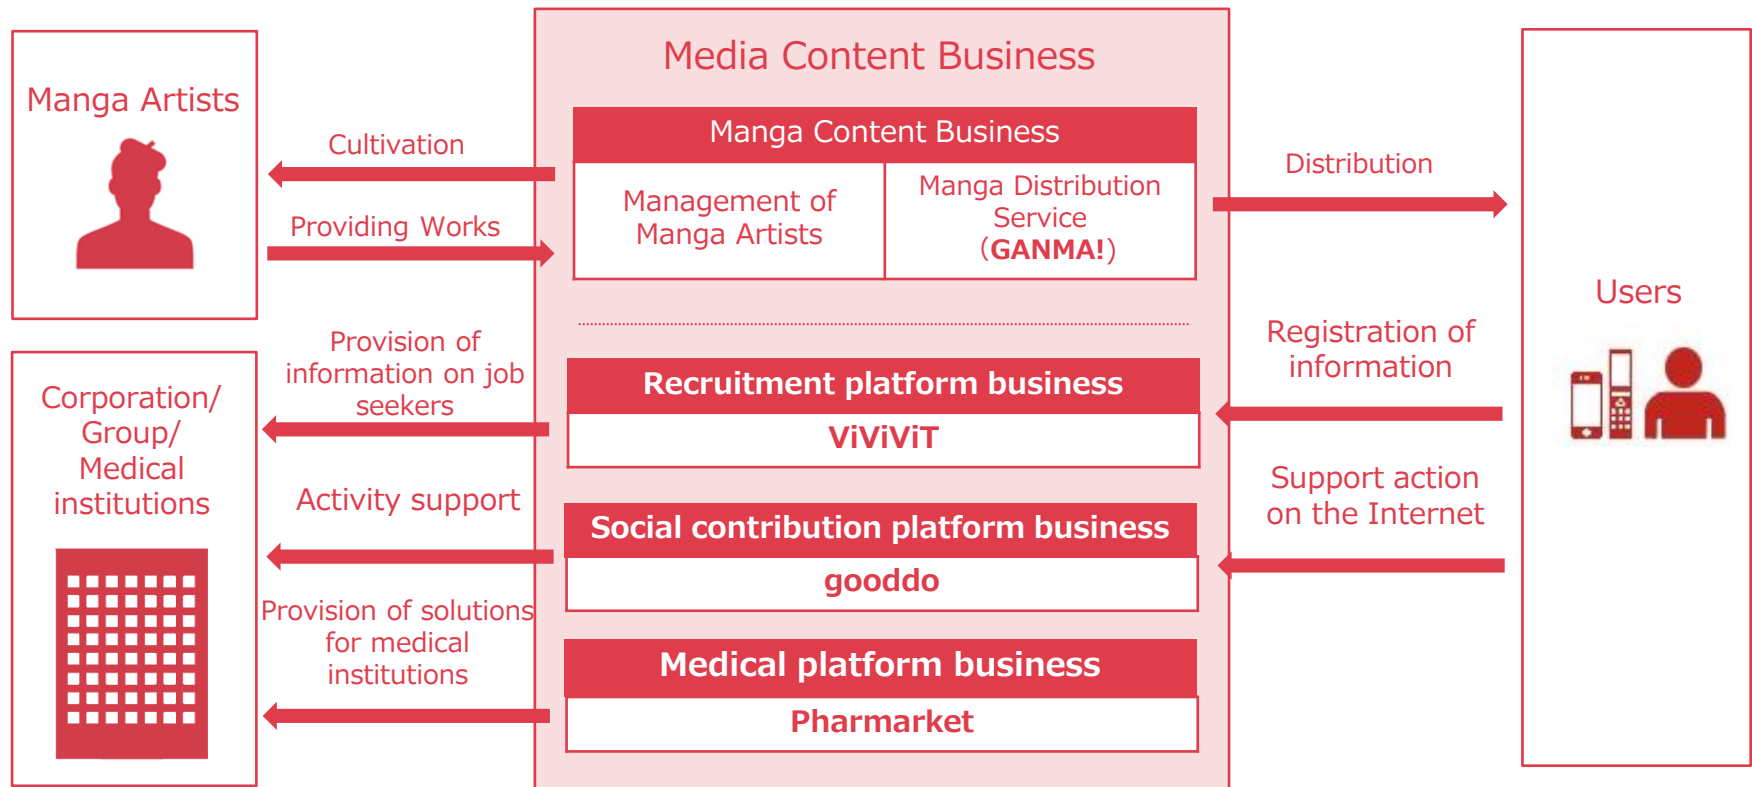 Media Content Business
Manga Artists
Cultivation
Providing Works
Manga Content Business
Management of
Manga Artists
Manga Distribution
Service
（GANMA!）
Distribution
Users
Corporation/
Group/
Medical
institutions
Provision of
information on job
seekers
Recruitment platform business
ViViViT
Registration of
information
Activity support
Social contribution platform business
gooddo
Support action
on the Internet
Provision of solutions
for medical
institutions
Medical platform business
Pharmarket